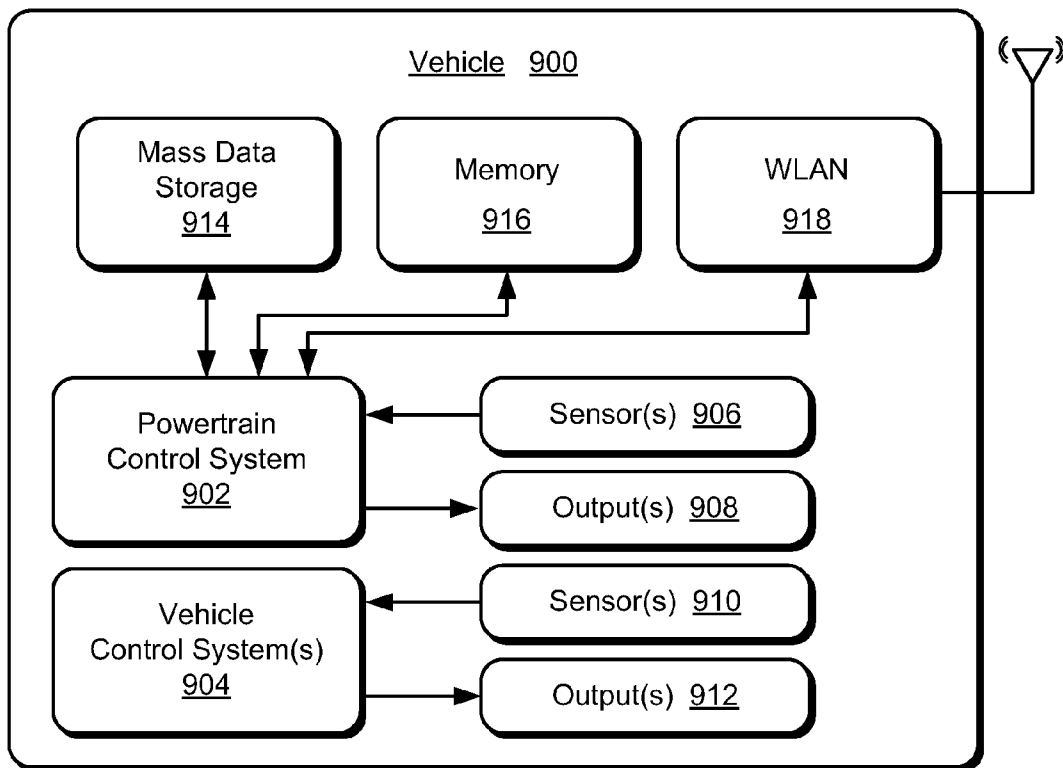 Vehicle 900
Mass Data
Storage
914
Memory
916
WLAN
918
Powertrain
Control System
902
Sensor(s) 906
Output(s) 908
Vehicle
Control System(s)
904
Sensor(s) 910
Output(s) 912